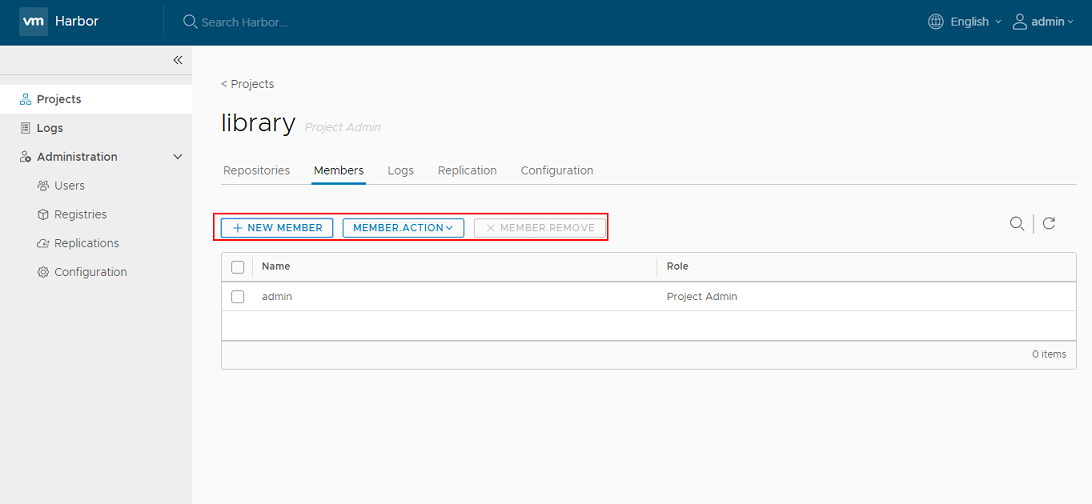 vm Harbor Search Harbor... English admin
Projects
Logs
Administration
Users
Registries
Replications
Configuration
< Projects
library Project Admin
Repositories Members Logs Replication Configuration
+ NEW MEMBER MEMBER.ACTION × MEMBER.REMOVE
Name Role
admin Project Admin
0 items